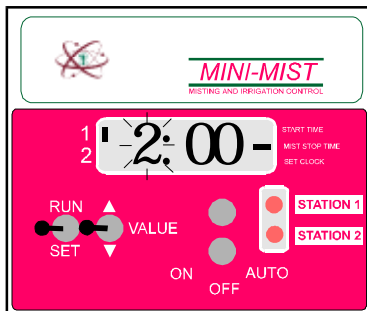 MINI-MIST
MISTING AND IRRIGATION CONTROL
1
2
2:00
START TIME
MIST STOP TIME
SET CLOCK
RUN
SET
VALUE
ON
OFF
AUTO
STATION 1
STATION 2